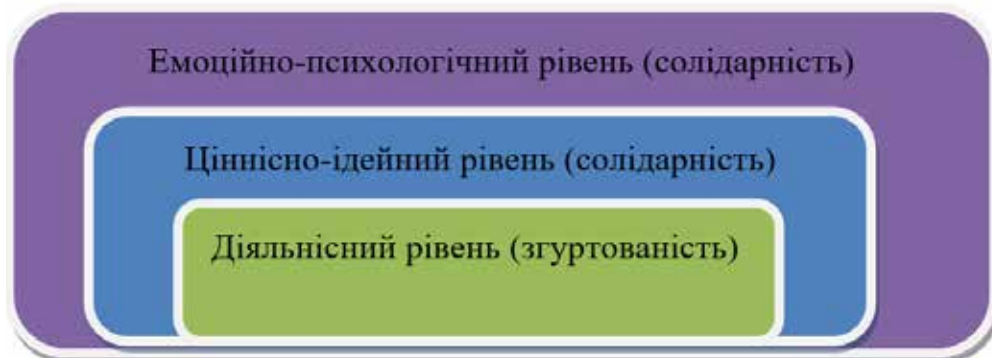 Емоційно-психологічний рівень (солідарність)
Ціннісно-ідейний рівень (солідарність)
Діяльнісний рівень (згуртованість)